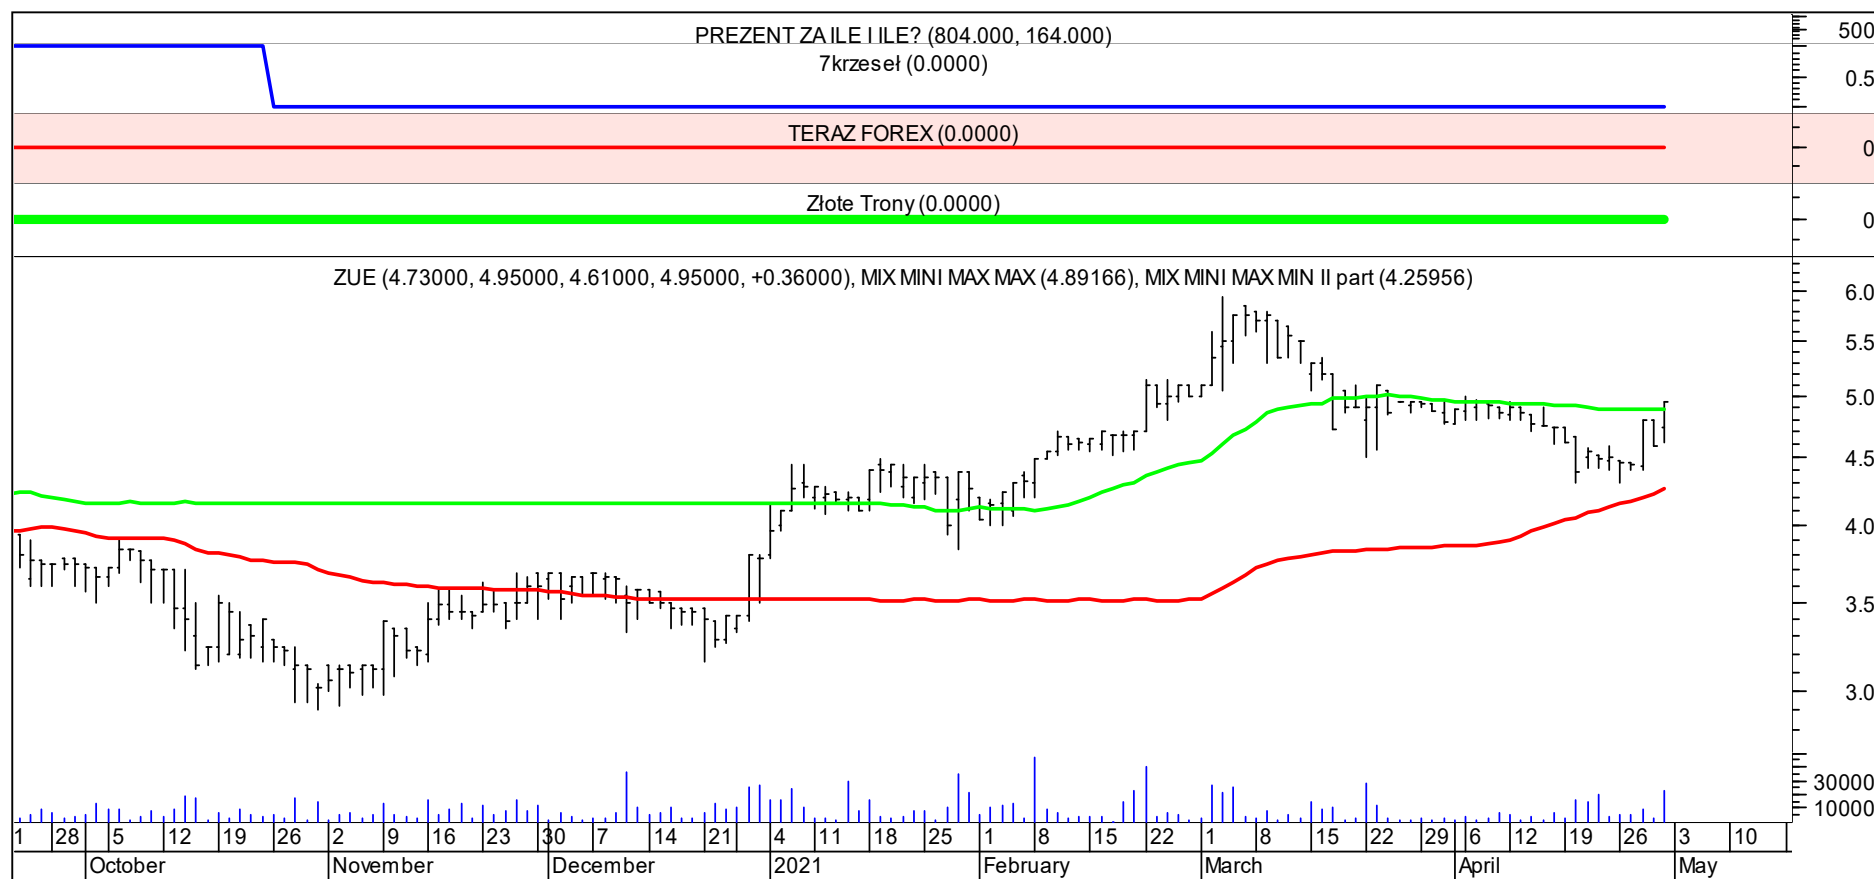 PREZENT ZA ILE I ILE? (804.000, 164.000)
500
7krzeseł (0.0000)
0.5
TERAZ FOREX (0.0000)
0
Złote Trony (0.0000)
0
ZUE (4.73000, 4.95000, 4.61000, 4.95000, +0.36000), MIX MINI MAX MAX (4.89166), MIX MINI MAX MIN II part (4.25956)
6.0
5.5
5.0
4.5
4.0
3.5
3.0
30000
10000
1 28 5 12 19 26 2 9 16 23 30 7 14 21 4 11 18 25 1 8 15 22 1 8 15 22 29 6 12 19 26 3 10
October November December 2021 February March April May